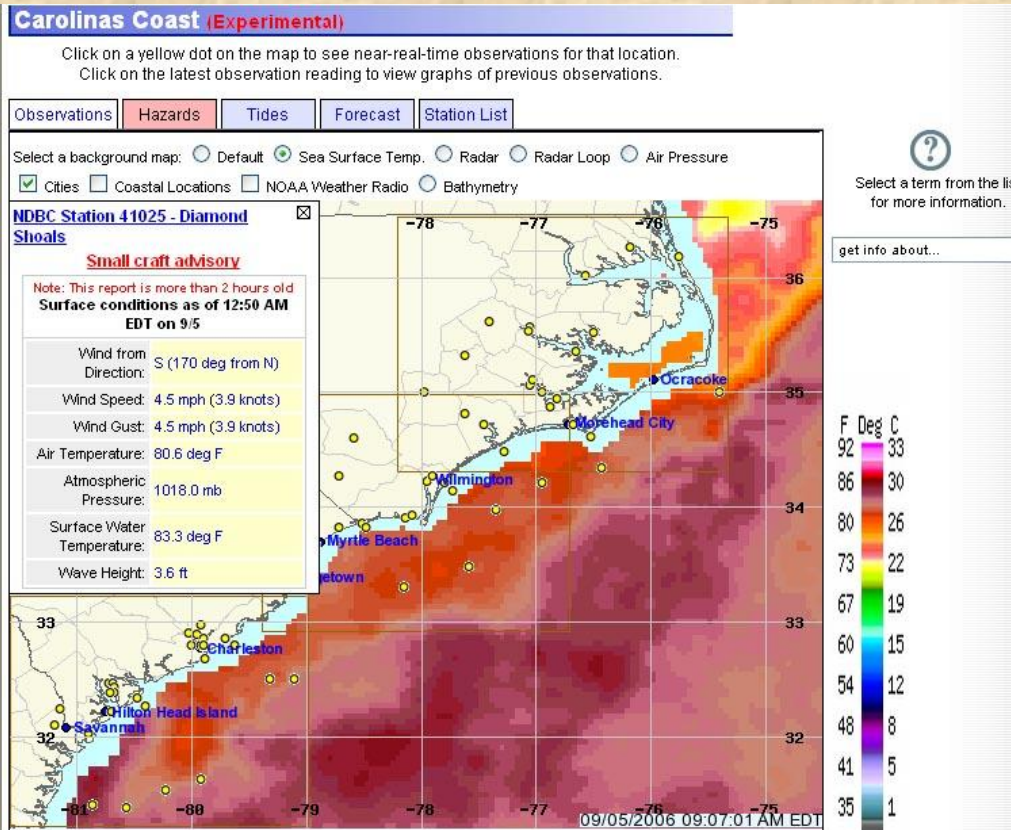 Carolinas Coast (Experimental)
Click on a yellow dot on the map to see near-real-time observations for that location.
Click on the latest observation reading to view graphs of previous observations.
Observations Hazards Tides Forecast Station List
Select a background map: Default Sea Surface Temp. Radar Radar Loop Air Pressure
Cities Coastal Locations NOAA Weather Radio Bathymetry
Select a term from the
for more information.
get info about...
NDBC Station 41025 - Diamond
Shoals
Small craft advisory
Note: This report is more than 2 hours old
Surface conditions as of 12:50 AM
EDT on 9/5
Wind from
Direction: S (170 deg from N)
Wind Speed: 4.5 mph (3.9 knots)
Wind Gust: 4.5 mph (3.9 knots)
Air Temperature: 80.6 deg F
Atmospheric
Pressure: 1018.0 mb
Surface Water
Temperature: 83.3 deg F
Wave Height: 3.6 ft
-78 -77 -76 -75
36
Ocracoke
35
Morehead City
Wilmington
34
Myrtle Beach
getown
33 33
Charleston
Hilton Head Island
Savannah
32 32
-81 -80 -79 -78 -77 -76 -75
09/05/2006 09:07:01 AM EDT
F Deg C
92 33
86 30
80 26
73 22
67 19
60 15
54 12
48 8
41 5
35 1